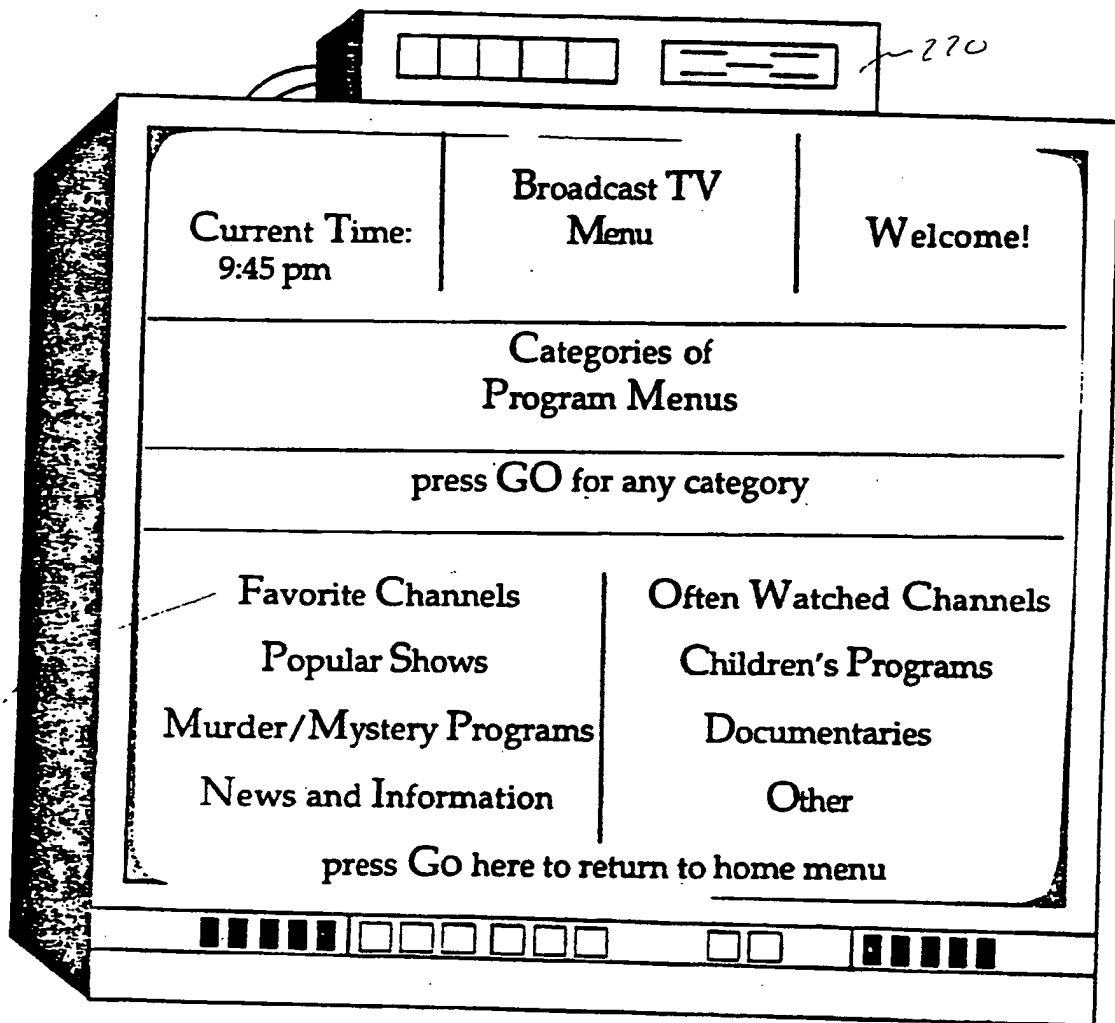 220
Broadcast TV
Menu
Current Time:
9:45 pm
Welcome!
Categories of
Program Menus
press GO for any category
Favorite Channels
Often Watched Channels
Popular Shows
Children's Programs
Murder/Mystery Programs
Documentaries
News and Information
Other
press Go here to return to home menu